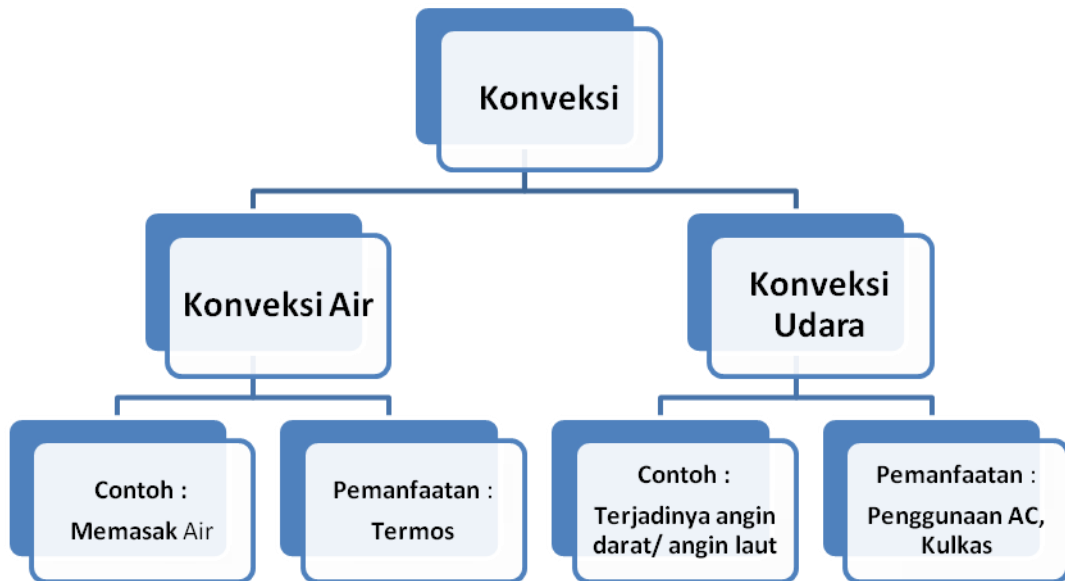 Konveksi
Konveksi Air
Konveksi
Udara
Contoh :
Memasak Air
Pemanfaatan :
Termos
Contoh :
Terjadinya angin
darat/ angin laut
Pemanfaatan :
Penggunaan AC,
Kulkas